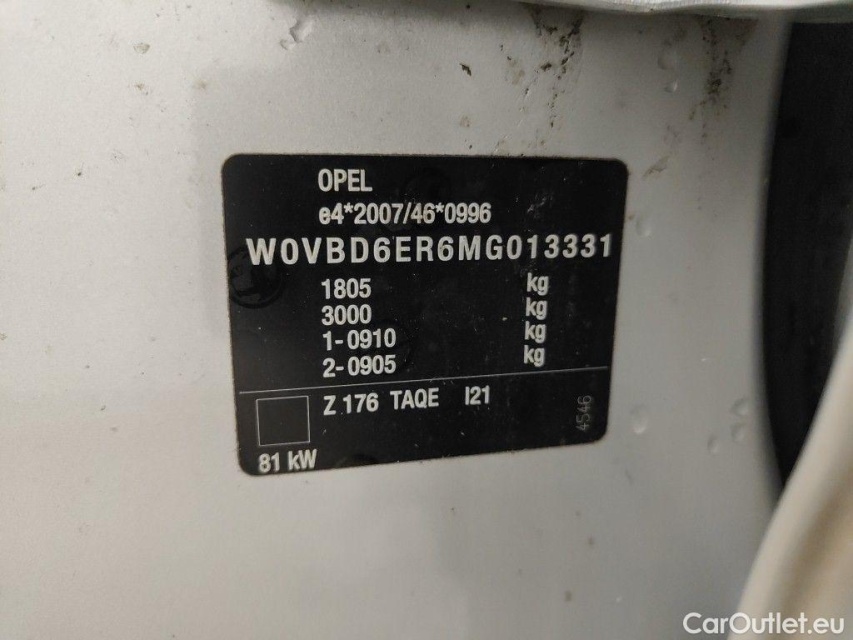 OPEL
e4*2007/46*0996
W0VBD6ER6MG013331
1805 kg
3000 kg
1-0910 kg
2-0905 kg
Z 176 TAQE I21
4546
81 kW
CarOutlet.eu